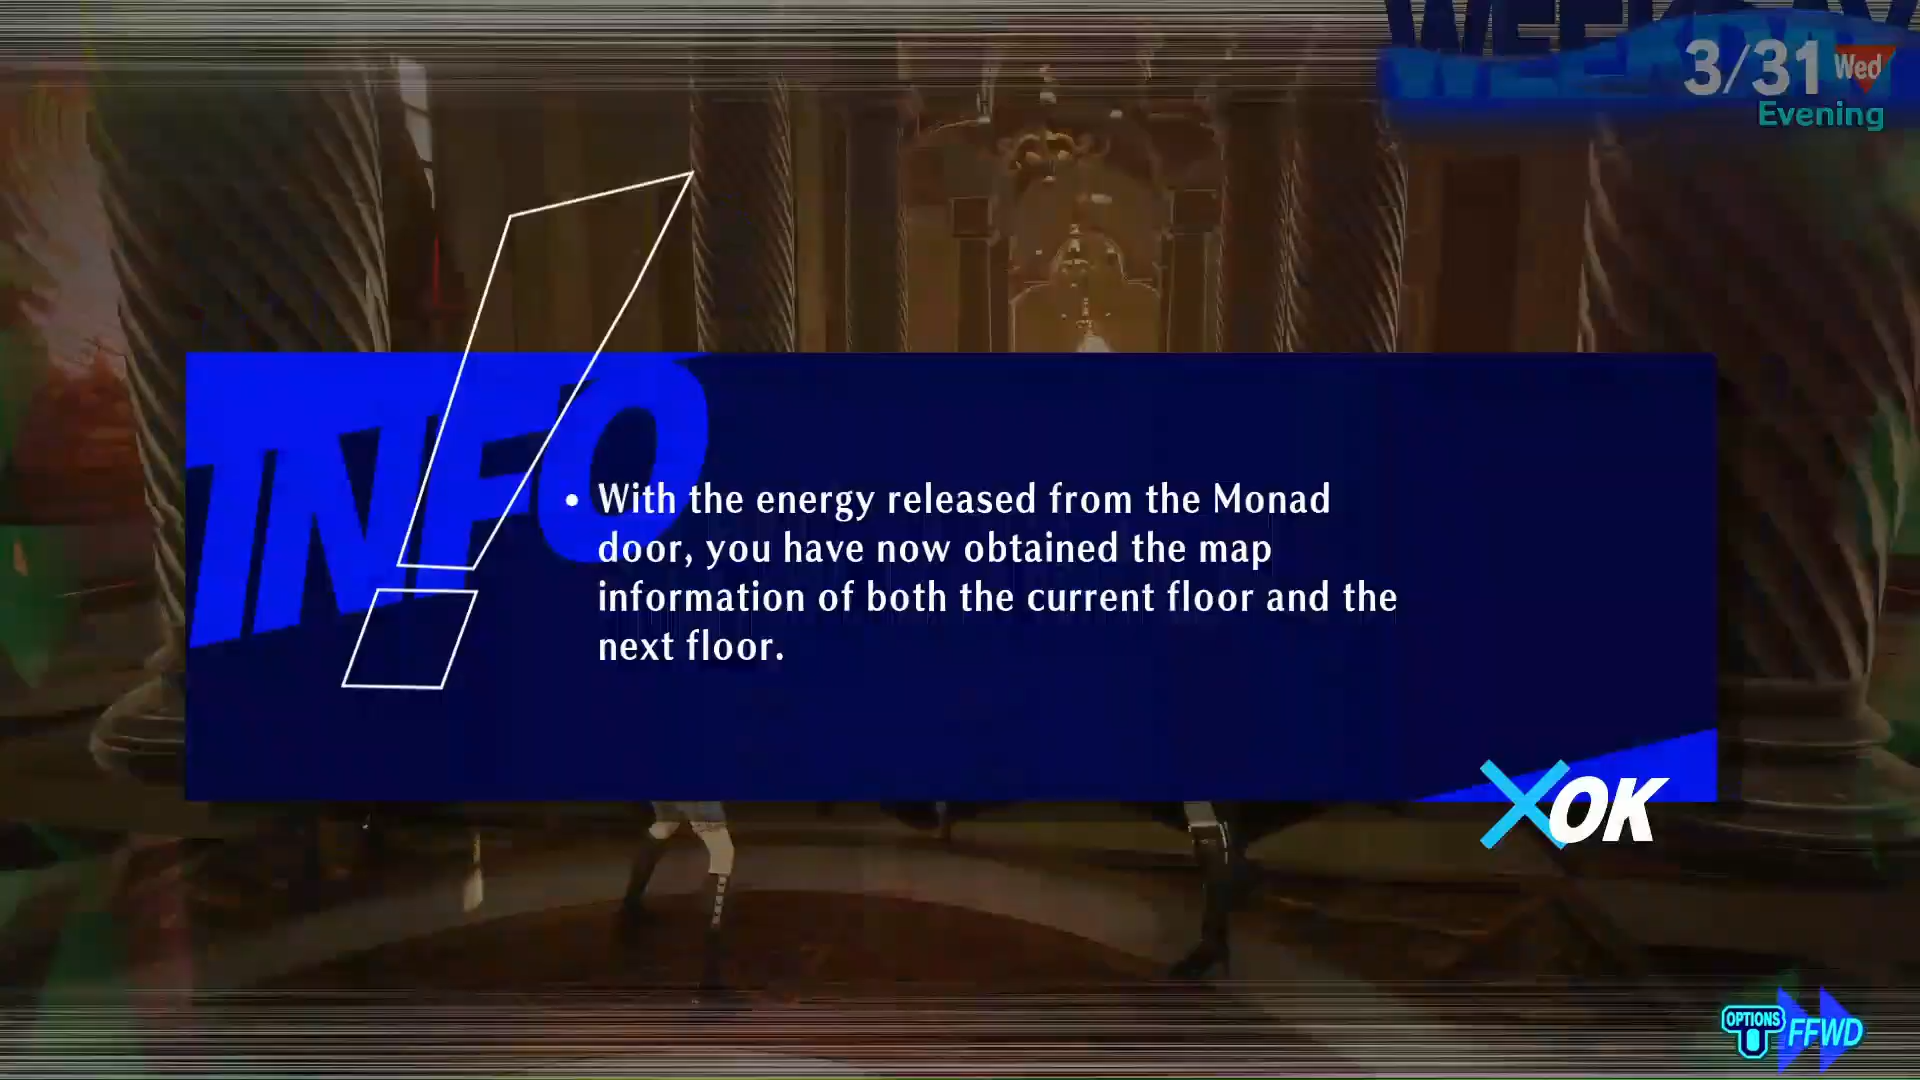 WEEKDAY
3/31 Wed
Evening
INFO
• With the energy released from the Monad
door, you have now obtained the map
information of both the current floor and the
next floor.
OK
OPTIONS FFWD